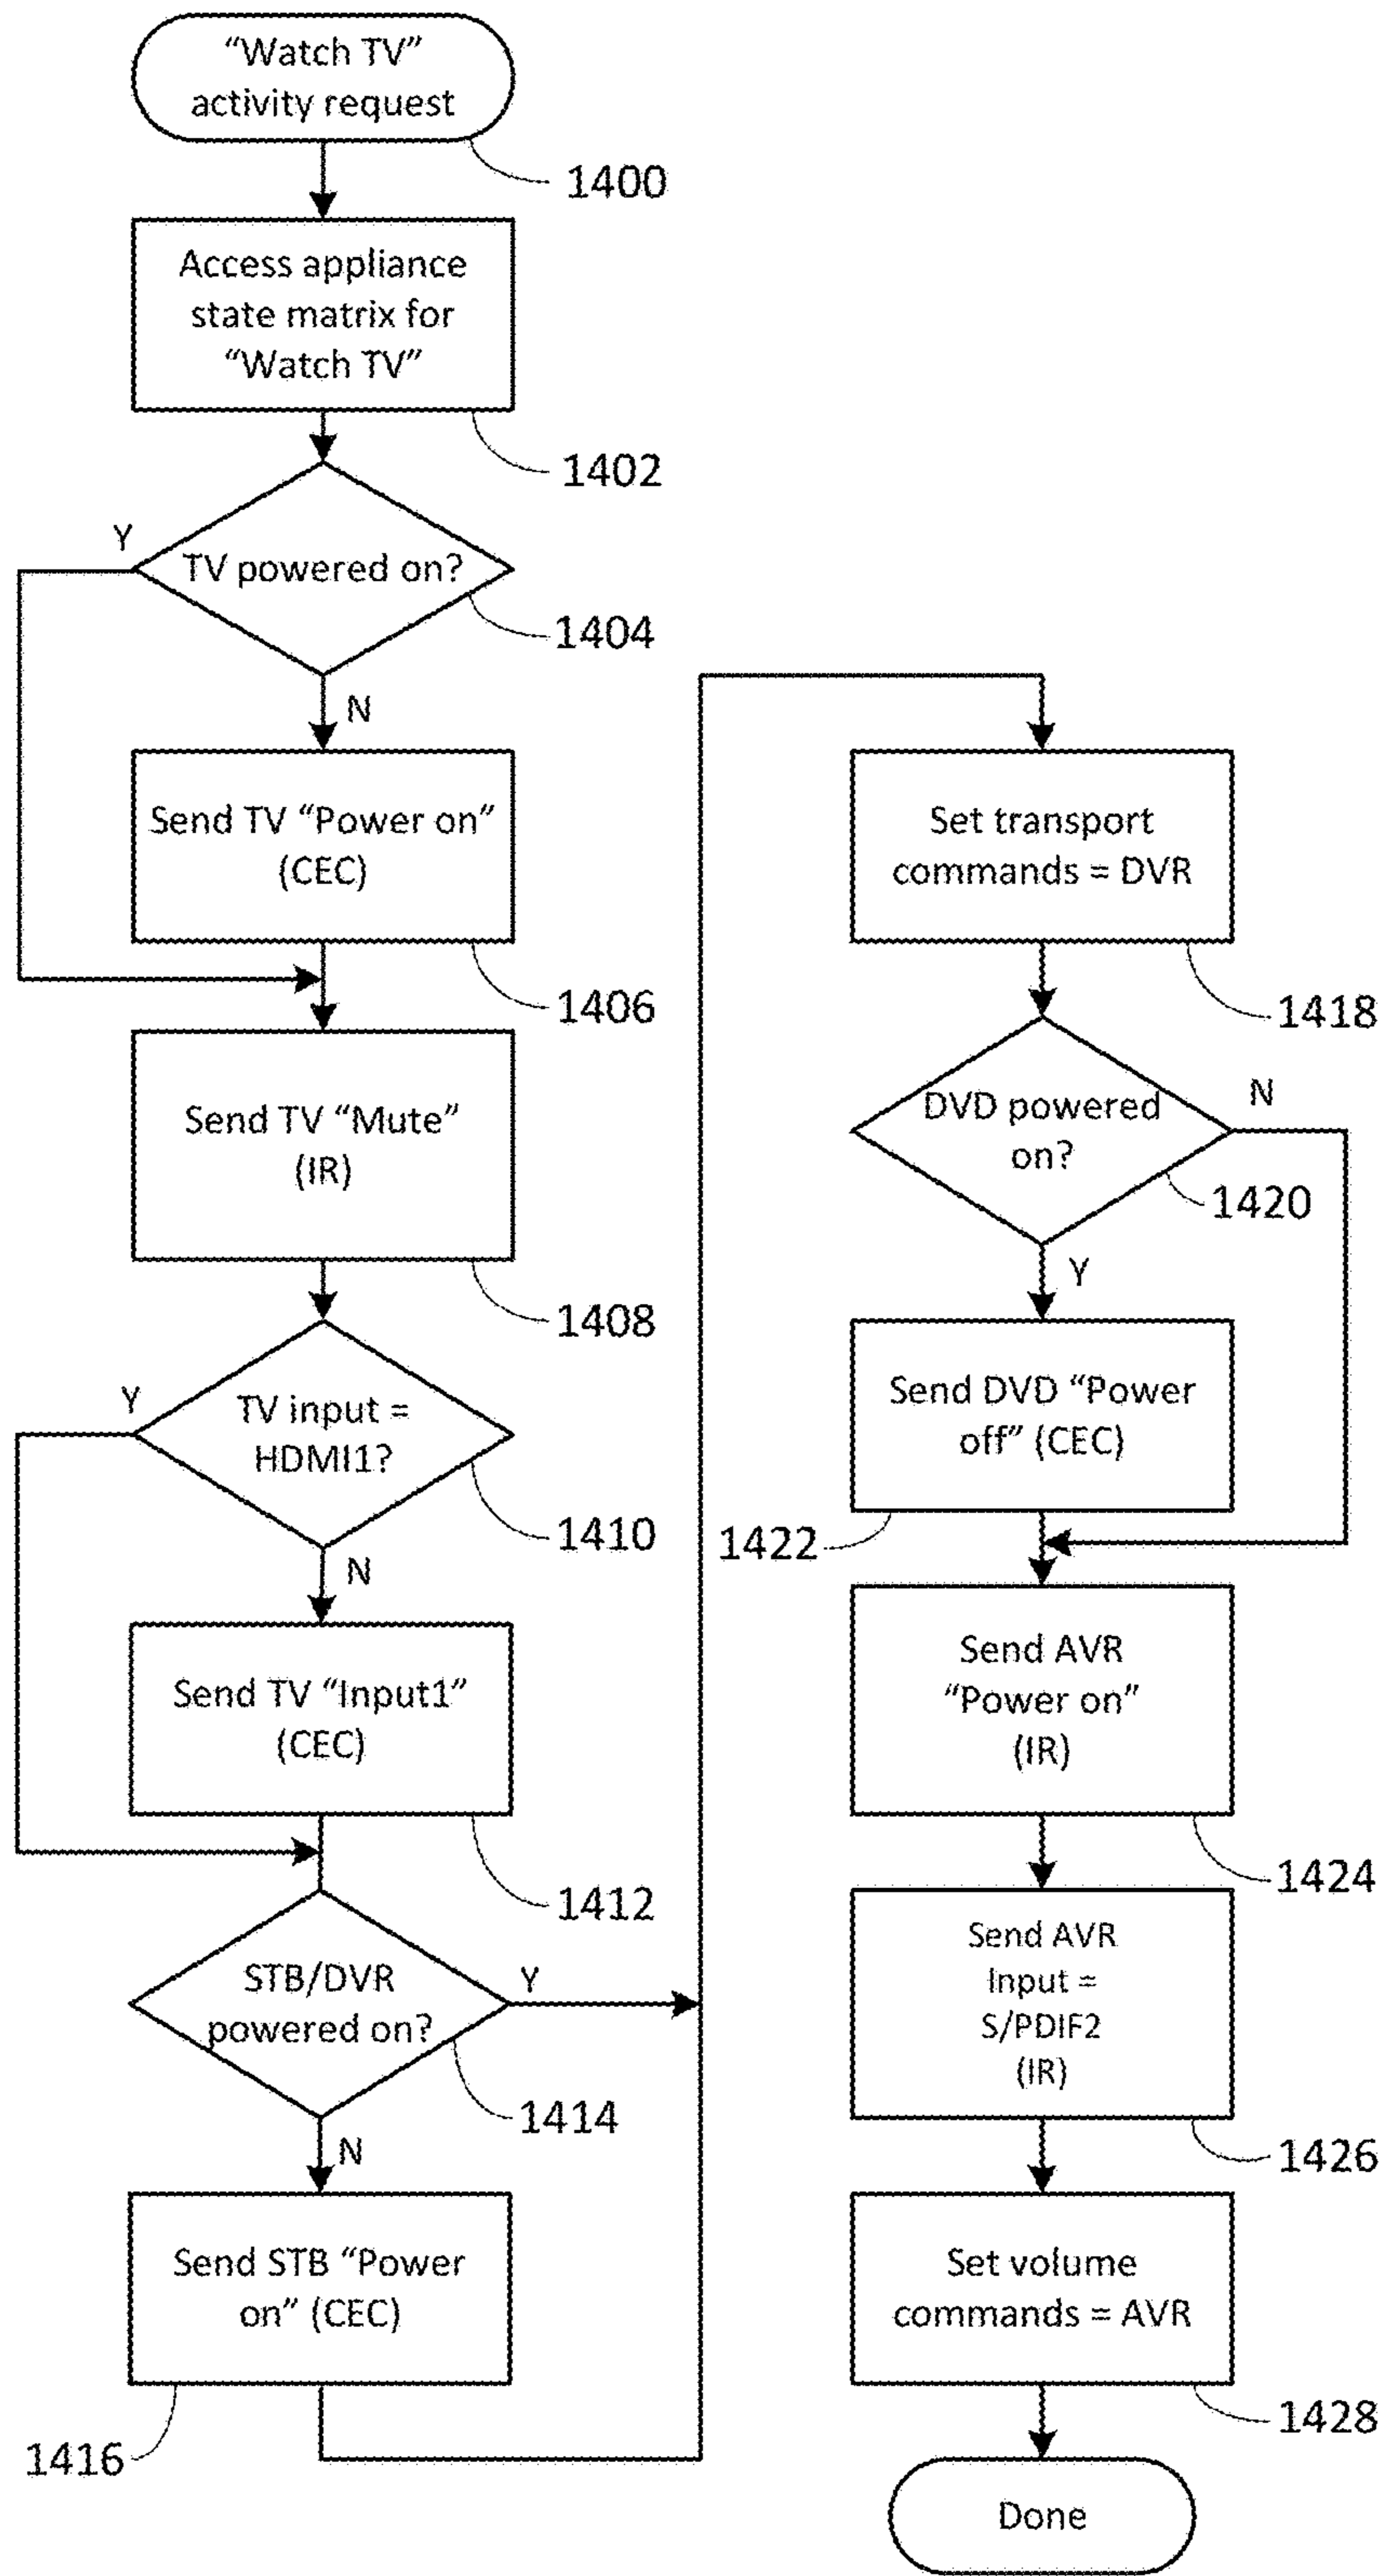 “Watch TV”
activity request
1400
Access appliance
state matrix for
“Watch TV”
1402
Y
TV powered on?
1404
N
Send TV “Power on”
(CEC)
1406
Send TV “Mute”
(IR)
1408
Y
TV input =
HDMI1?
1410
N
Send TV “Input1”
(CEC)
1412
STB/DVR
powered on?
Y
1414
N
Send STB “Power
on” (CEC)
1416
Set transport
commands = DVR
1418
DVD powered
on?
N
1420
Y
Send DVD “Power
off” (CEC)
1422
Send AVR
“Power on”
(IR)
1424
Send AVR
Input =
S/PDIF2
(IR)
1426
Set volume
commands = AVR
1428
Done